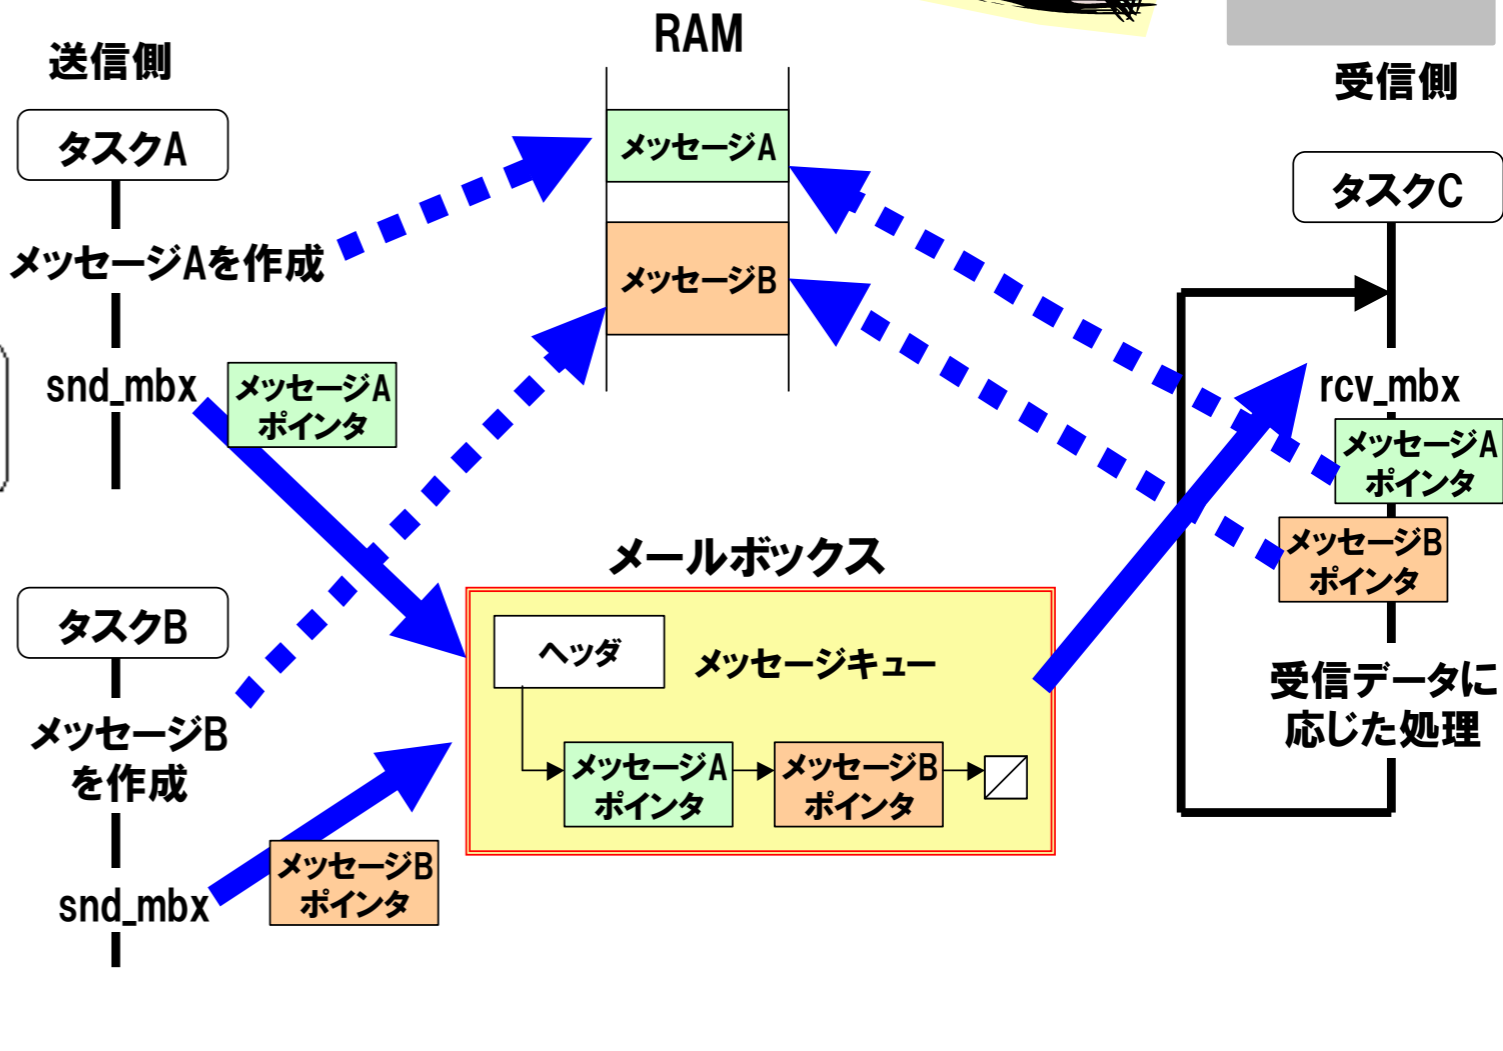 送信側
RAM
受信側
タスクA
メッセージA
タスクC
メッセージAを作成
メッセージB
snd_mbx
メッセージA
ポインタ
rcv_mbx
メッセージA
ポインタ
メッセージB
ポインタ
メールボックス
タスクB
ヘッダ
メッセージキュー
受信データに
応じた処理
メッセージB
を作成
メッセージA
ポインタ
メッセージB
ポインタ
snd_mbx
メッセージB
ポインタ